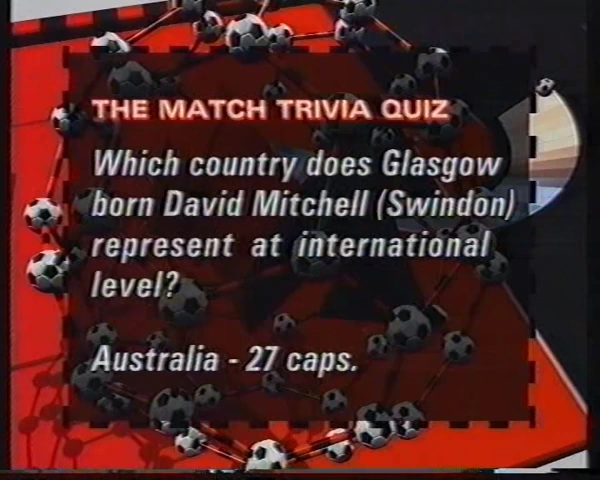 THE MATCH TRIVIA QUIZ
Which country does Glasgow
born David Mitchell (Swindon)
represent at international
level?
Australia - 27 caps.